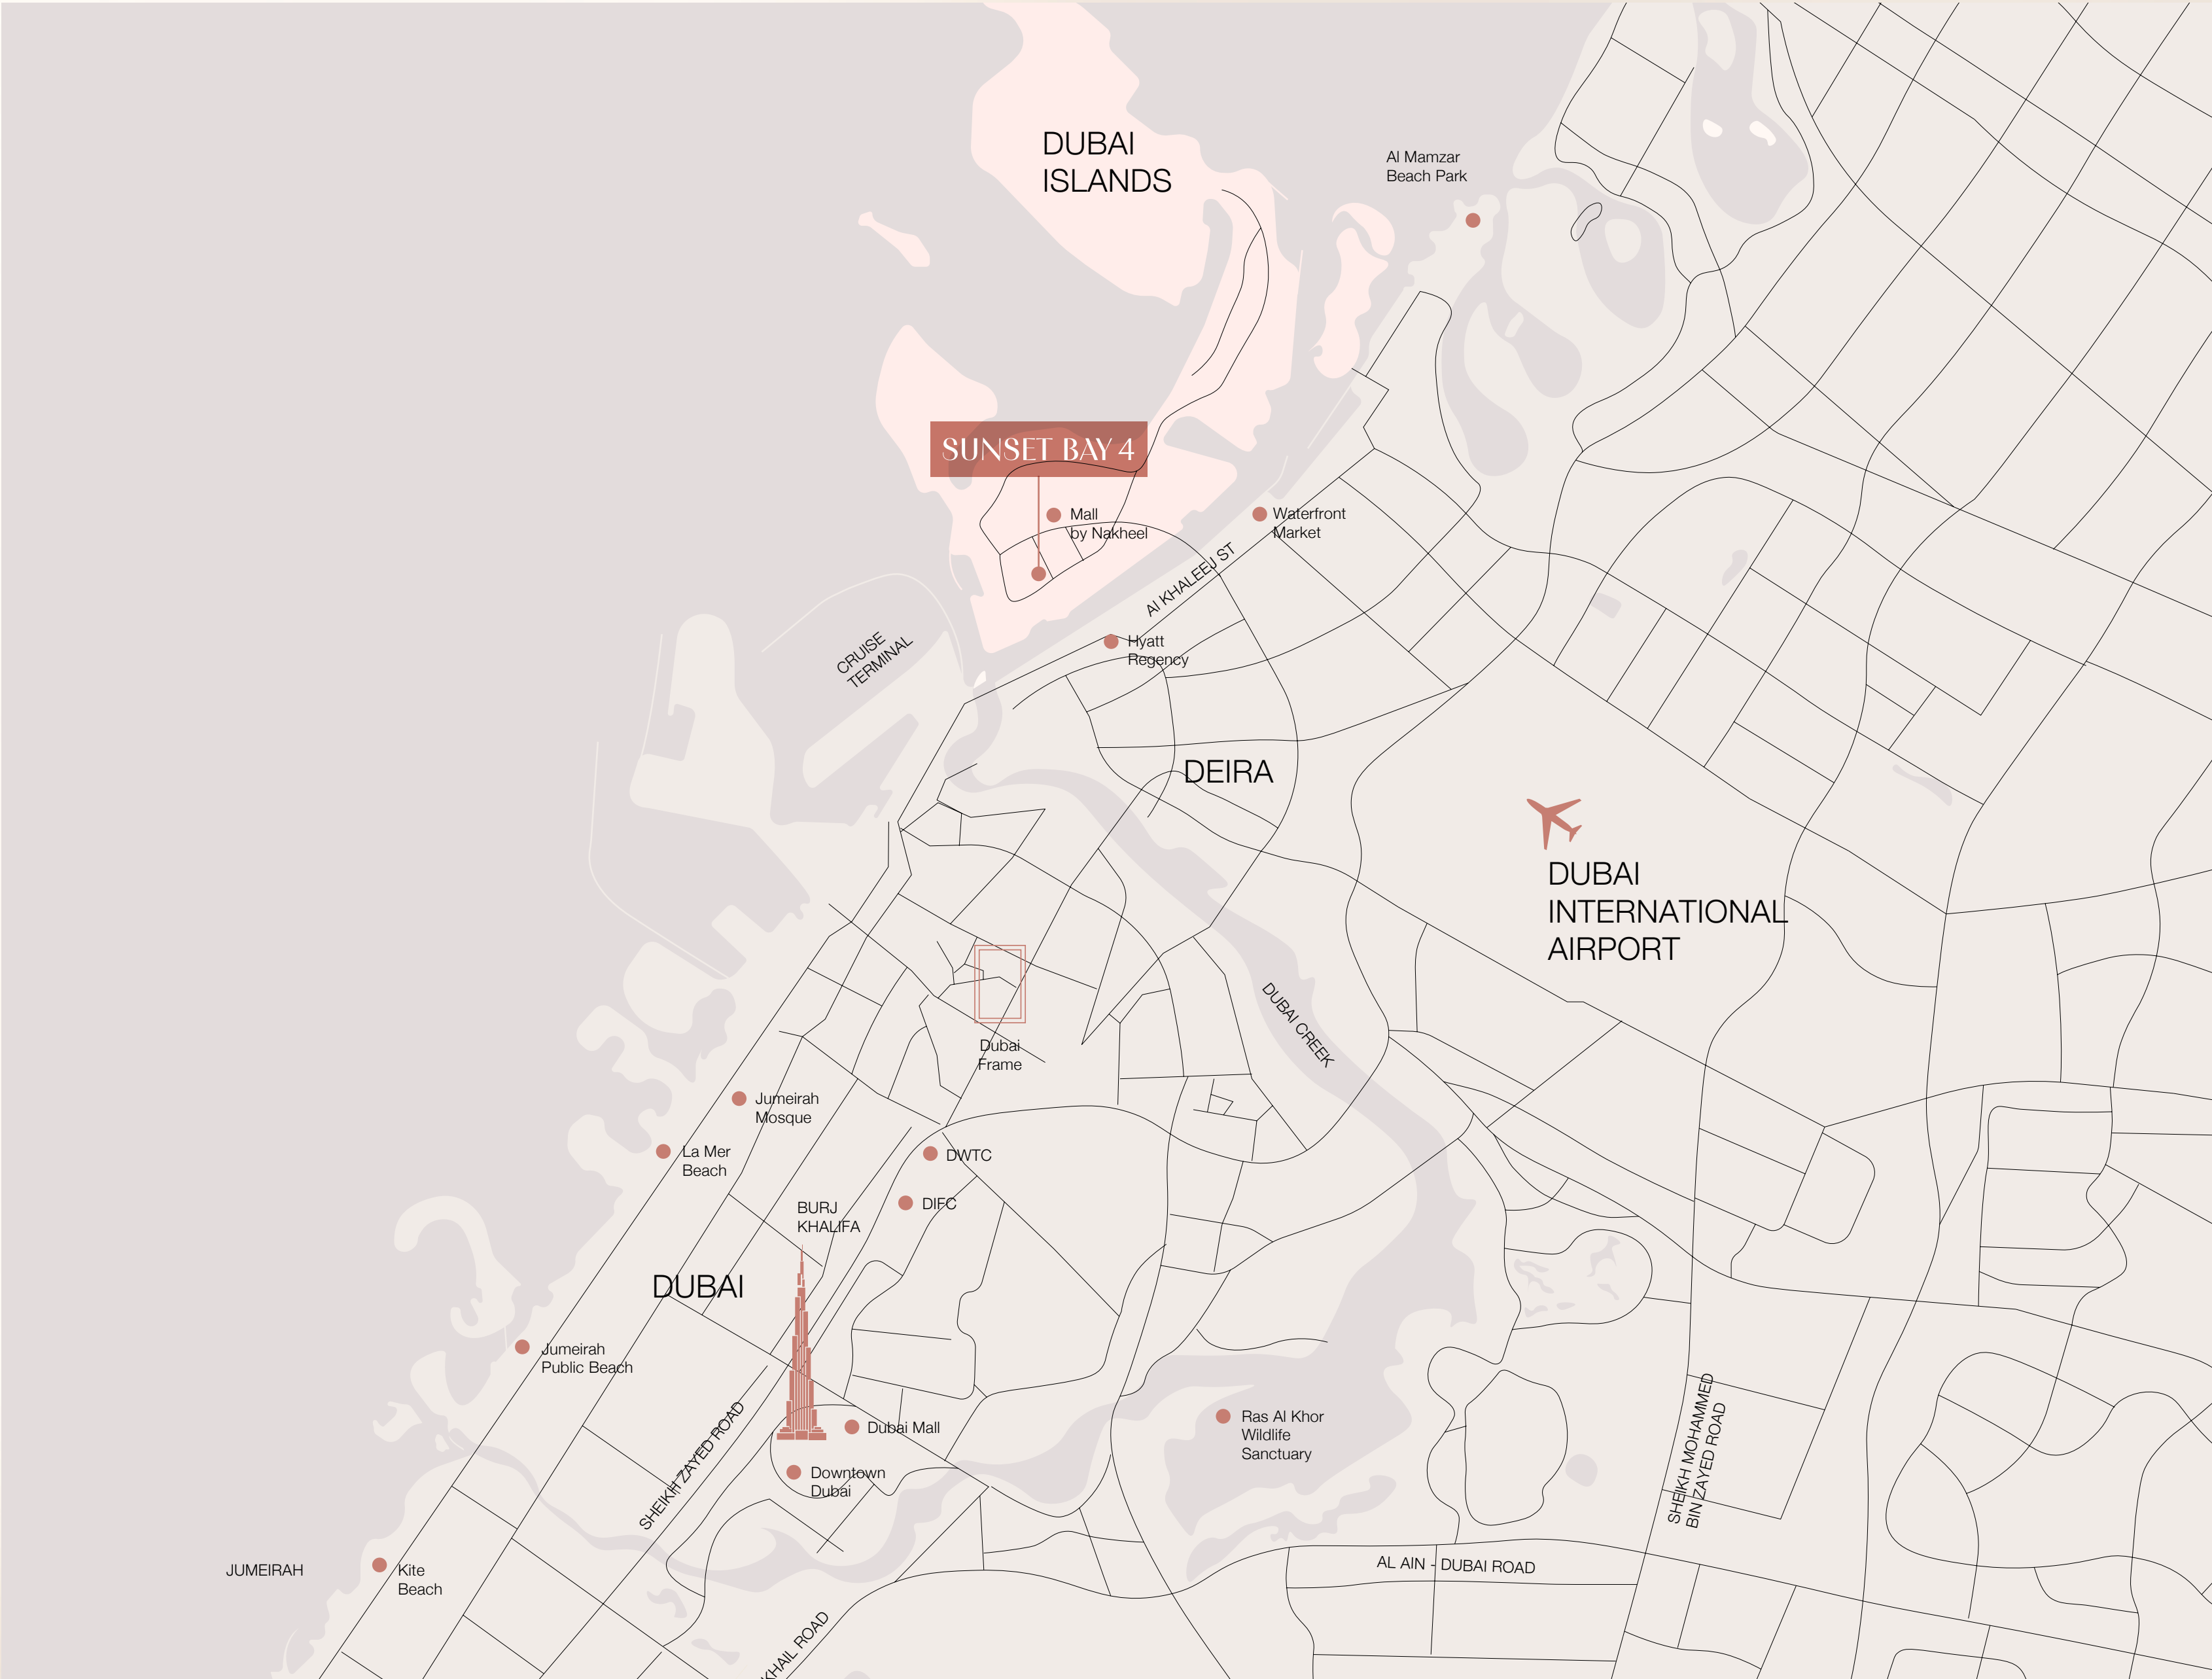 DUBAI
ISLANDS
Al Mamzar
Beach Park
SUNSET BAY 4
Mall
by Nakheel
Waterfront
Market
Al KHALEEJ ST
Hyatt
Regency
CRUISE
TERMINAL
DEIRA
DUBAI
INTERNATIONAL
AIRPORT
DUBAI CREEK
Dubai
Frame
Jumeirah
Mosque
La Mer
Beach
DWTC
DIFC
BURJ
KHALIFA
DUBAI
Jumeirah
Public Beach
Dubai Mall
Downtown
Dubai
SHEIKH ZAYED ROAD
Ras Al Khor
Wildlife
Sanctuary
SHEIKH MOHAMMED
BIN ZAYED ROAD
AL AIN - DUBAI ROAD
JUMEIRAH
Kite
Beach
KHAIL ROAD